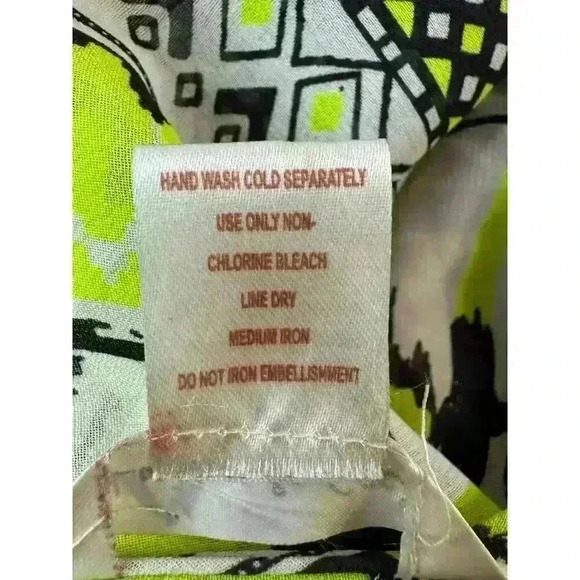 HAND WASH COLD SEPARATELY
USE ONLY NON-
CHLORINE BLEACH
LINE DRY
MEDIUM IRON
DO NOT IRON EMBELLISHMENT